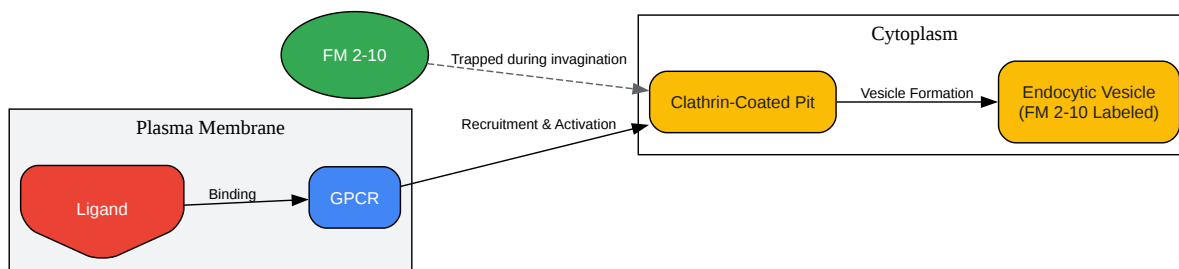 FM 2-10
Trapped during invagination
Cytoplasm
Clathrin-Coated Pit
Vesicle Formation
Endocytic Vesicle
(FM 2-10 Labeled)
Plasma Membrane
Recruitment & Activation
Ligand
Binding
GPCR